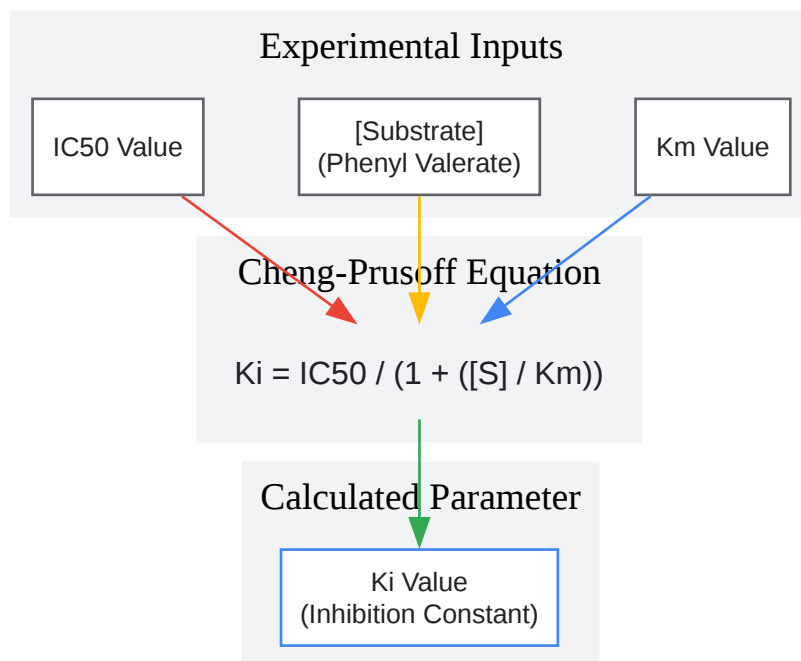 Experimental Inputs
IC50 Value
[Substrate]
(Phenyl Valerate)
Km Value
Cheng-Prusoff Equation
Ki = IC50 / (1 + ([S] / Km))
Calculated Parameter
Ki Value
(Inhibition Constant)